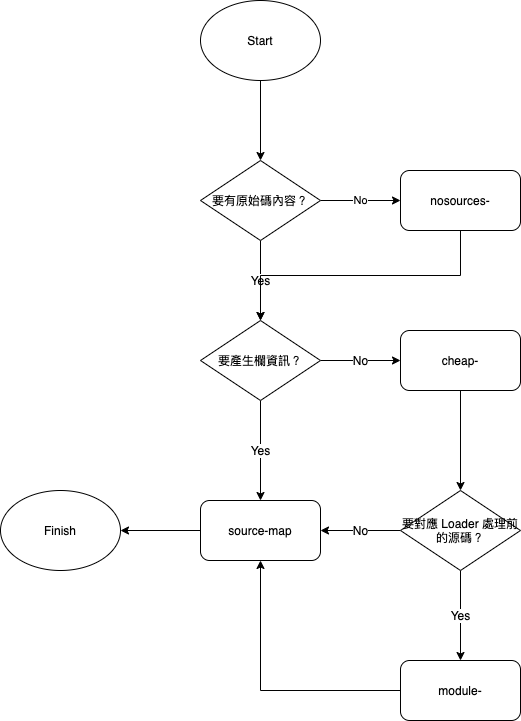 Start
要有原始碼內容？
No
nosources-
Yes
要產生欄資訊？
No
cheap-
Yes
source-map
Finish
No
要對應 Loader 處理前
的源碼？
Yes
module-